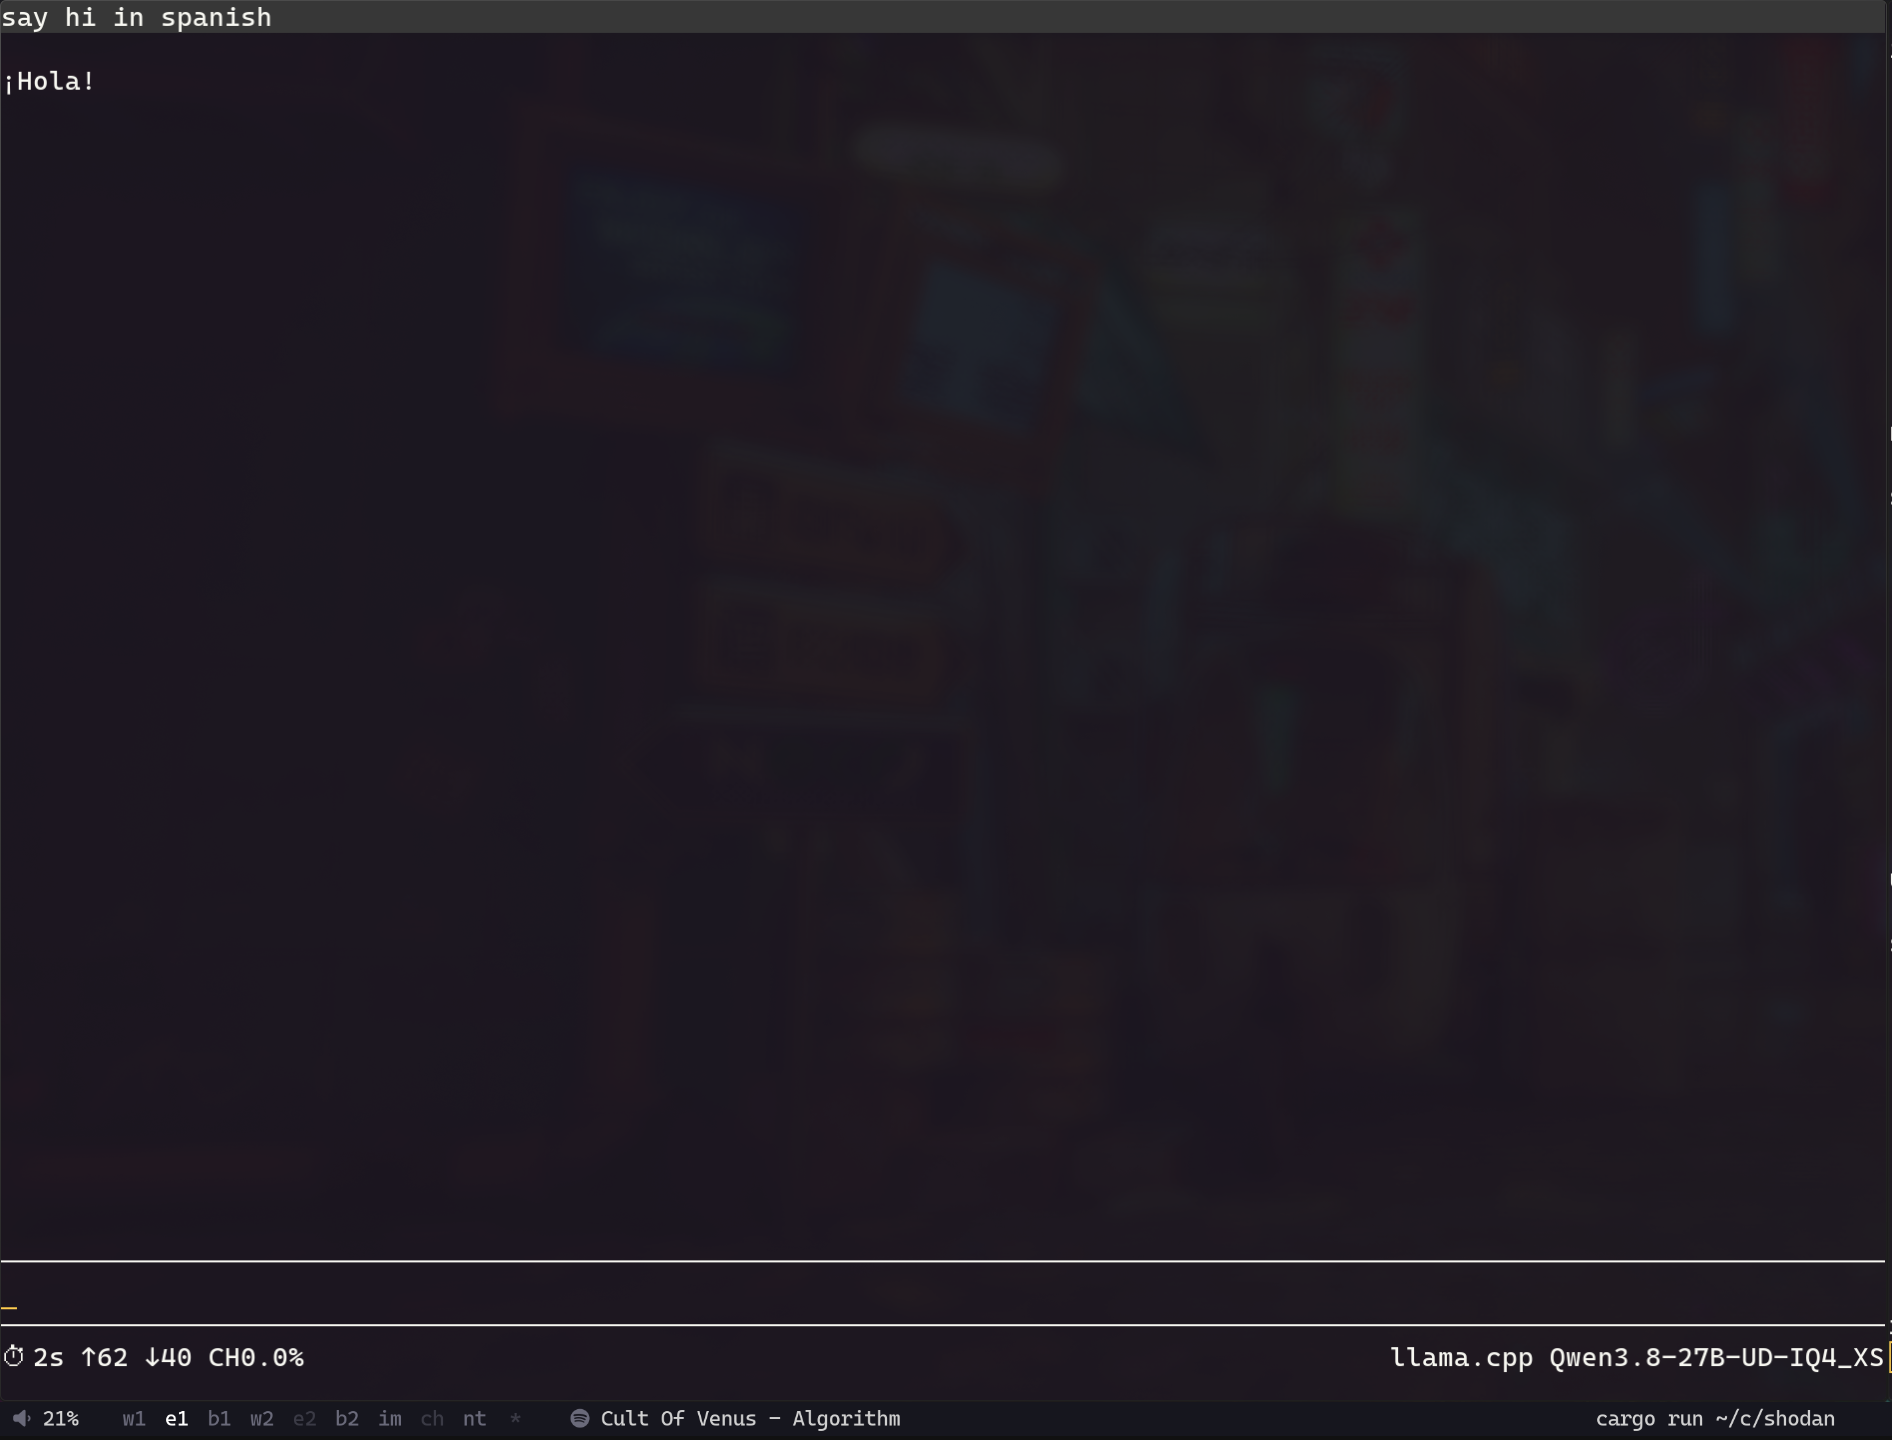 say hi in spanish
¡Hola!
⏱ 2s ↑62 ↓40 CH0.0%
llama.cpp Qwen3.8-27B-UD-IQ4_XS
21% w1 e1 b1 w2 e2 b2 im ch nt *
Cult Of Venus - Algorithm
cargo run ~/c/shodan